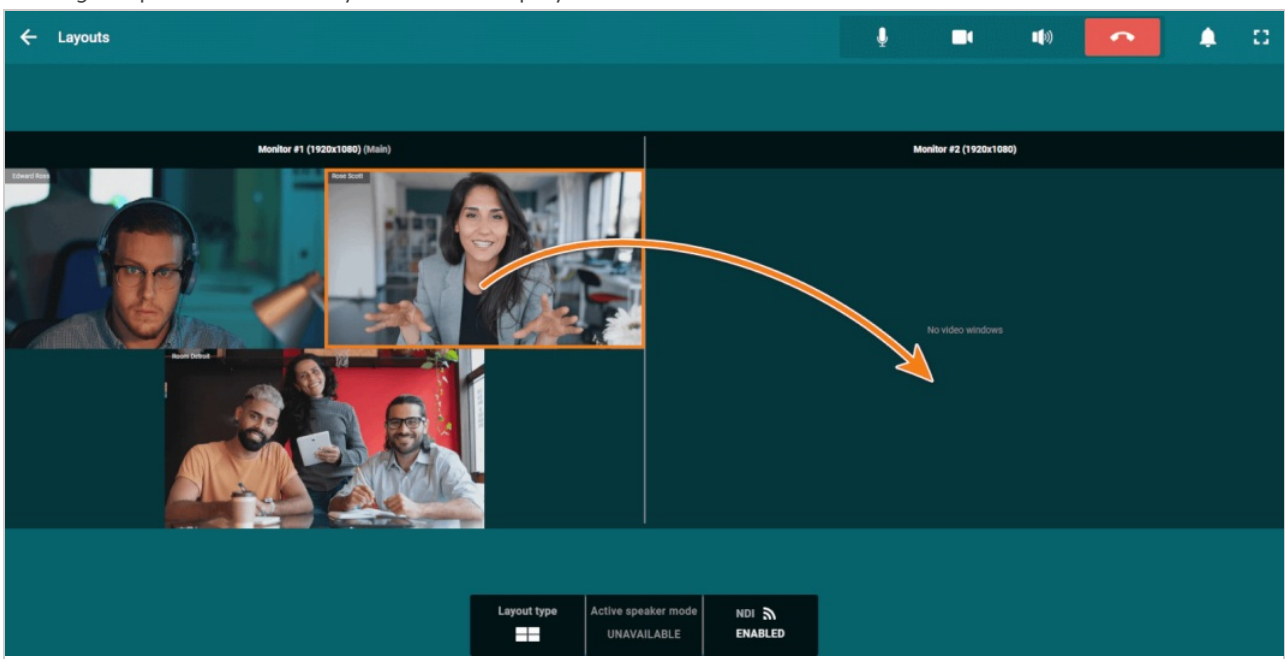 Layouts
Monitor #1 (1920x1080) (Main)
Monitor #2 (1920x1080)
Edward Ross
Rose Scott
No video windows
Room Detroit
Layout type
Active speaker mode
UNAVAILABLE
NDI
ENABLED